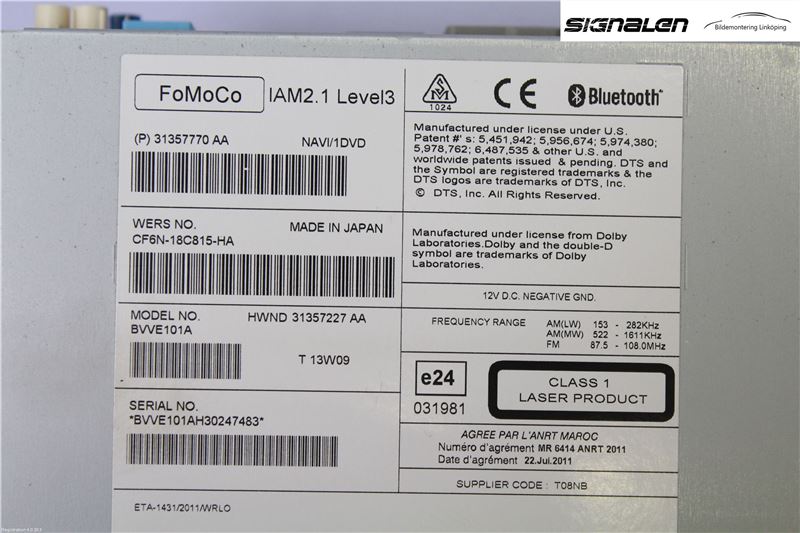 SIGNALEN
Bildemontering Linköping
FoMoCo
IAM2.1 Level3
(P) 31357770 AA
NAVI/1DVD
WERS NO.
MADE IN JAPAN
CF6N-18C815-HA
MODEL NO.
HWND 31357227 AA
BVVE101A
T 13W09
SERIAL NO.
*BVVE101AH30247483*
ETA-1431/2011/WRLO
1024
CE
Bluetooth
Manufactured under license under U.S.
Patent #' s: 5,451,942; 5,956,674; 5,974,380;
5,978,762; 6,487,535 & other U.S. and
worldwide patents issued & pending. DTS and
the Symbol are registered trademarks & the
DTS logos are trademarks of DTS, Inc.
© DTS, Inc. All Rights Reserved.
Manufactured under license from Dolby
Laboratories.Dolby and the double-D
symbol are trademarks of Dolby
Laboratories.
12V D.C. NEGATIVE GND.
FREQUENCY RANGE AM(LW) 153 - 282KHz
AM(MW) 522 - 1611KHz
FM 87.5 - 108.0MHz
e24
031981
CLASS 1
LASER PRODUCT
AGREE PAR L'ANRT MAROC
Numéro d'agrément MR 6414 ANRT 2011
Date d'agrément 22.Jui.2011
SUPPLIER CODE : T08NB